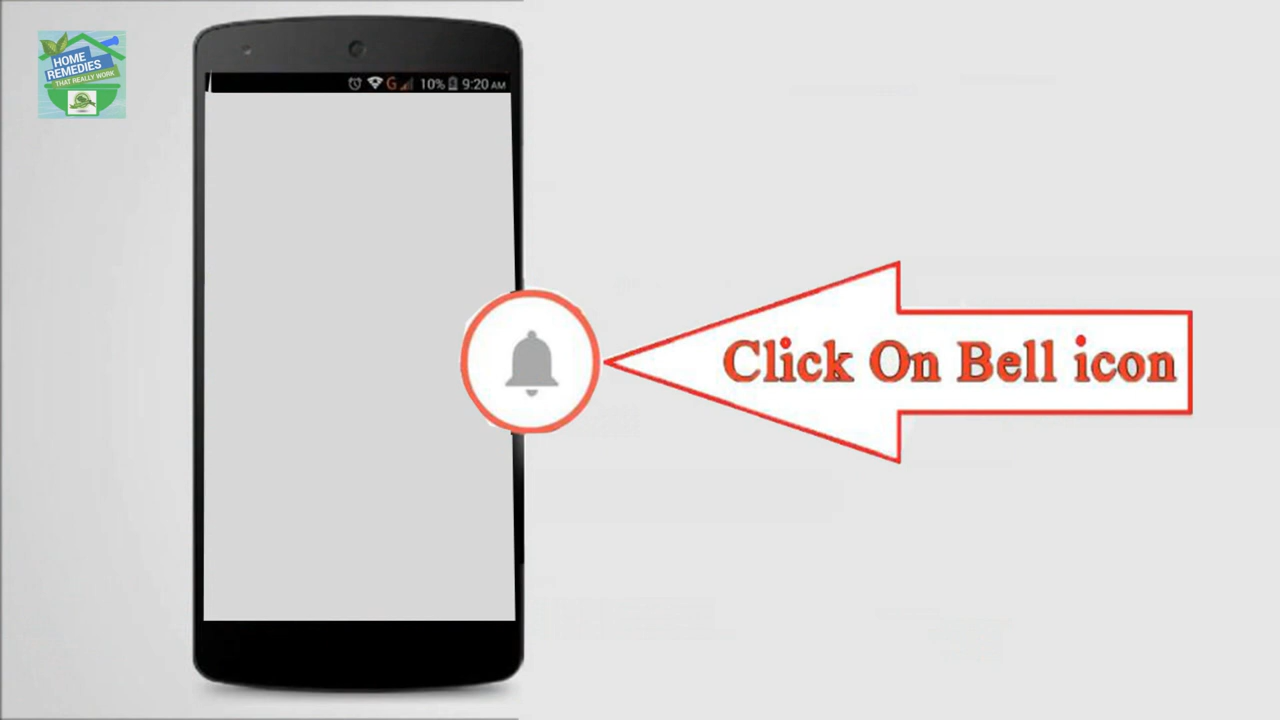 HOME
REMEDIES
THAT REALLY WORK
G 10% 9:20 AM
Click On Bell icon